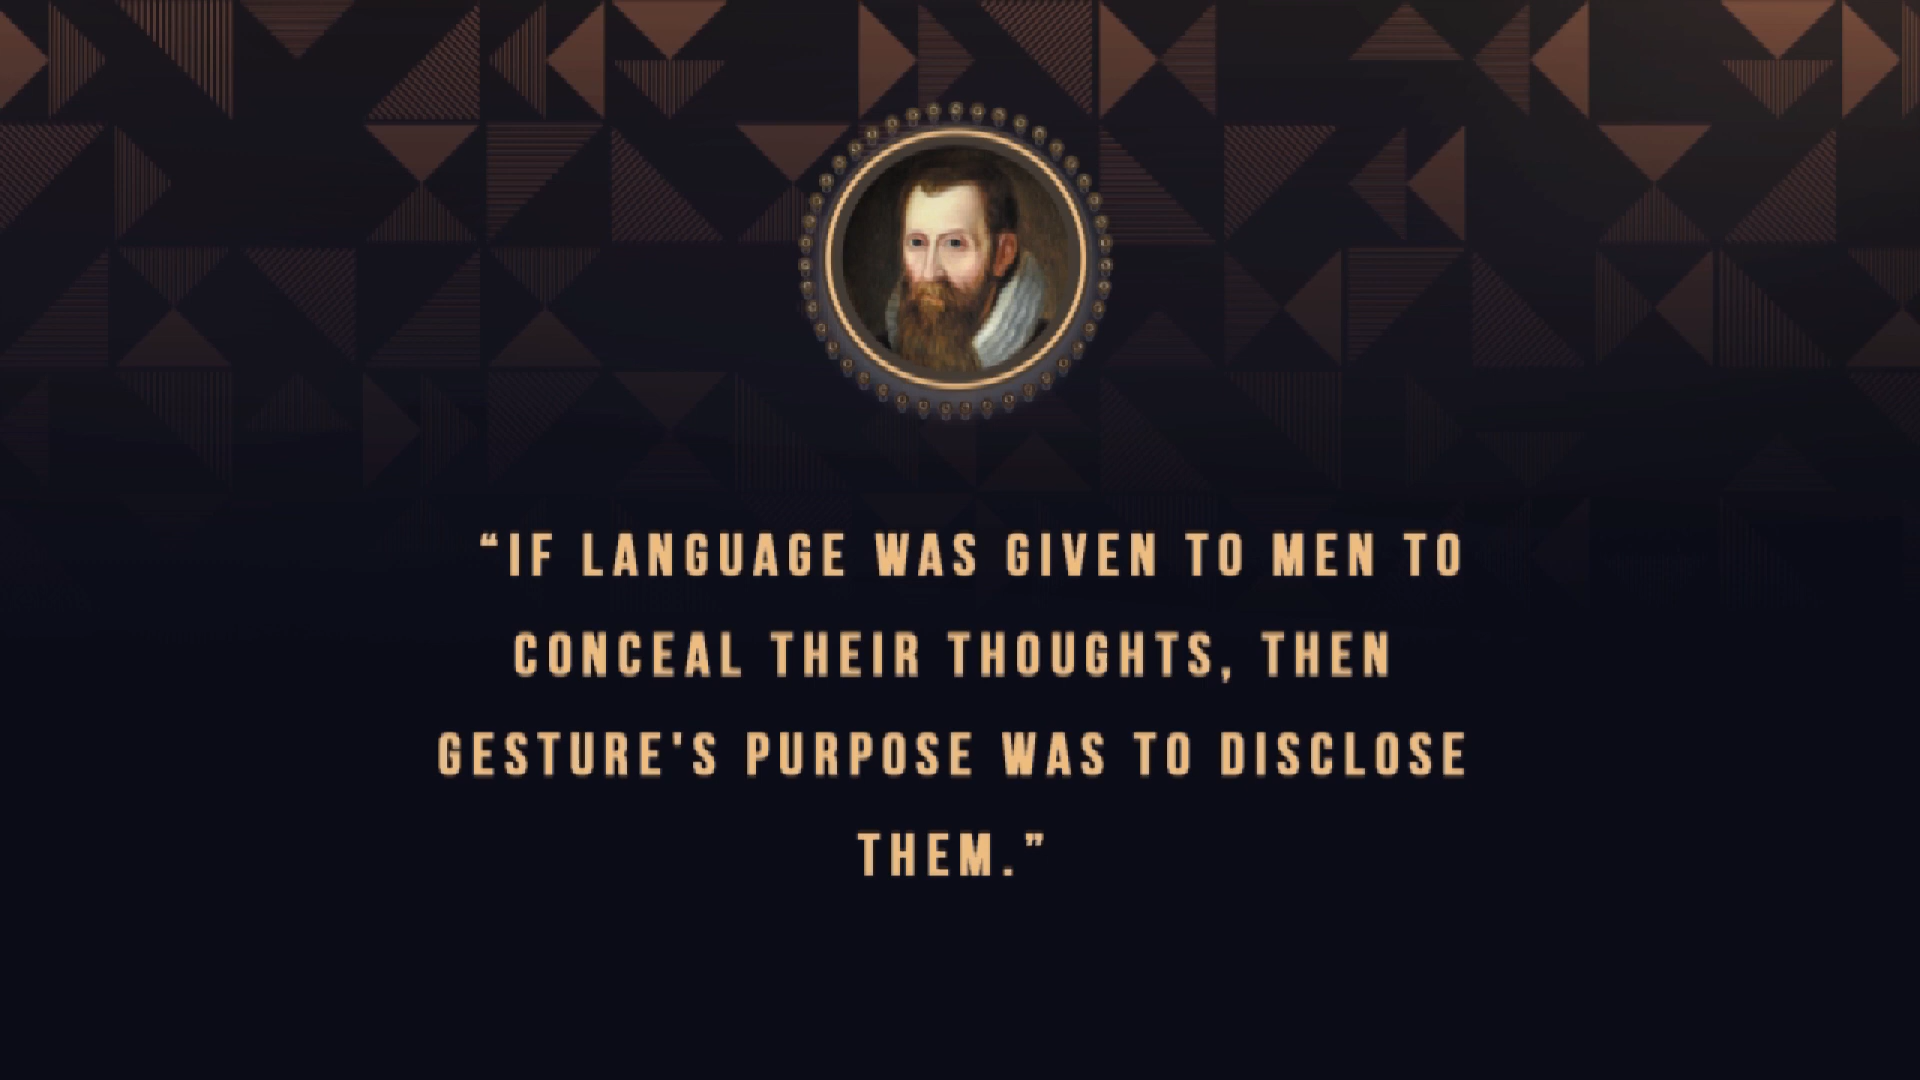 “IF LANGUAGE WAS GIVEN TO MEN TO
CONCEAL THEIR THOUGHTS, THEN
GESTURE'S PURPOSE WAS TO DISCLOSE
THEM.”